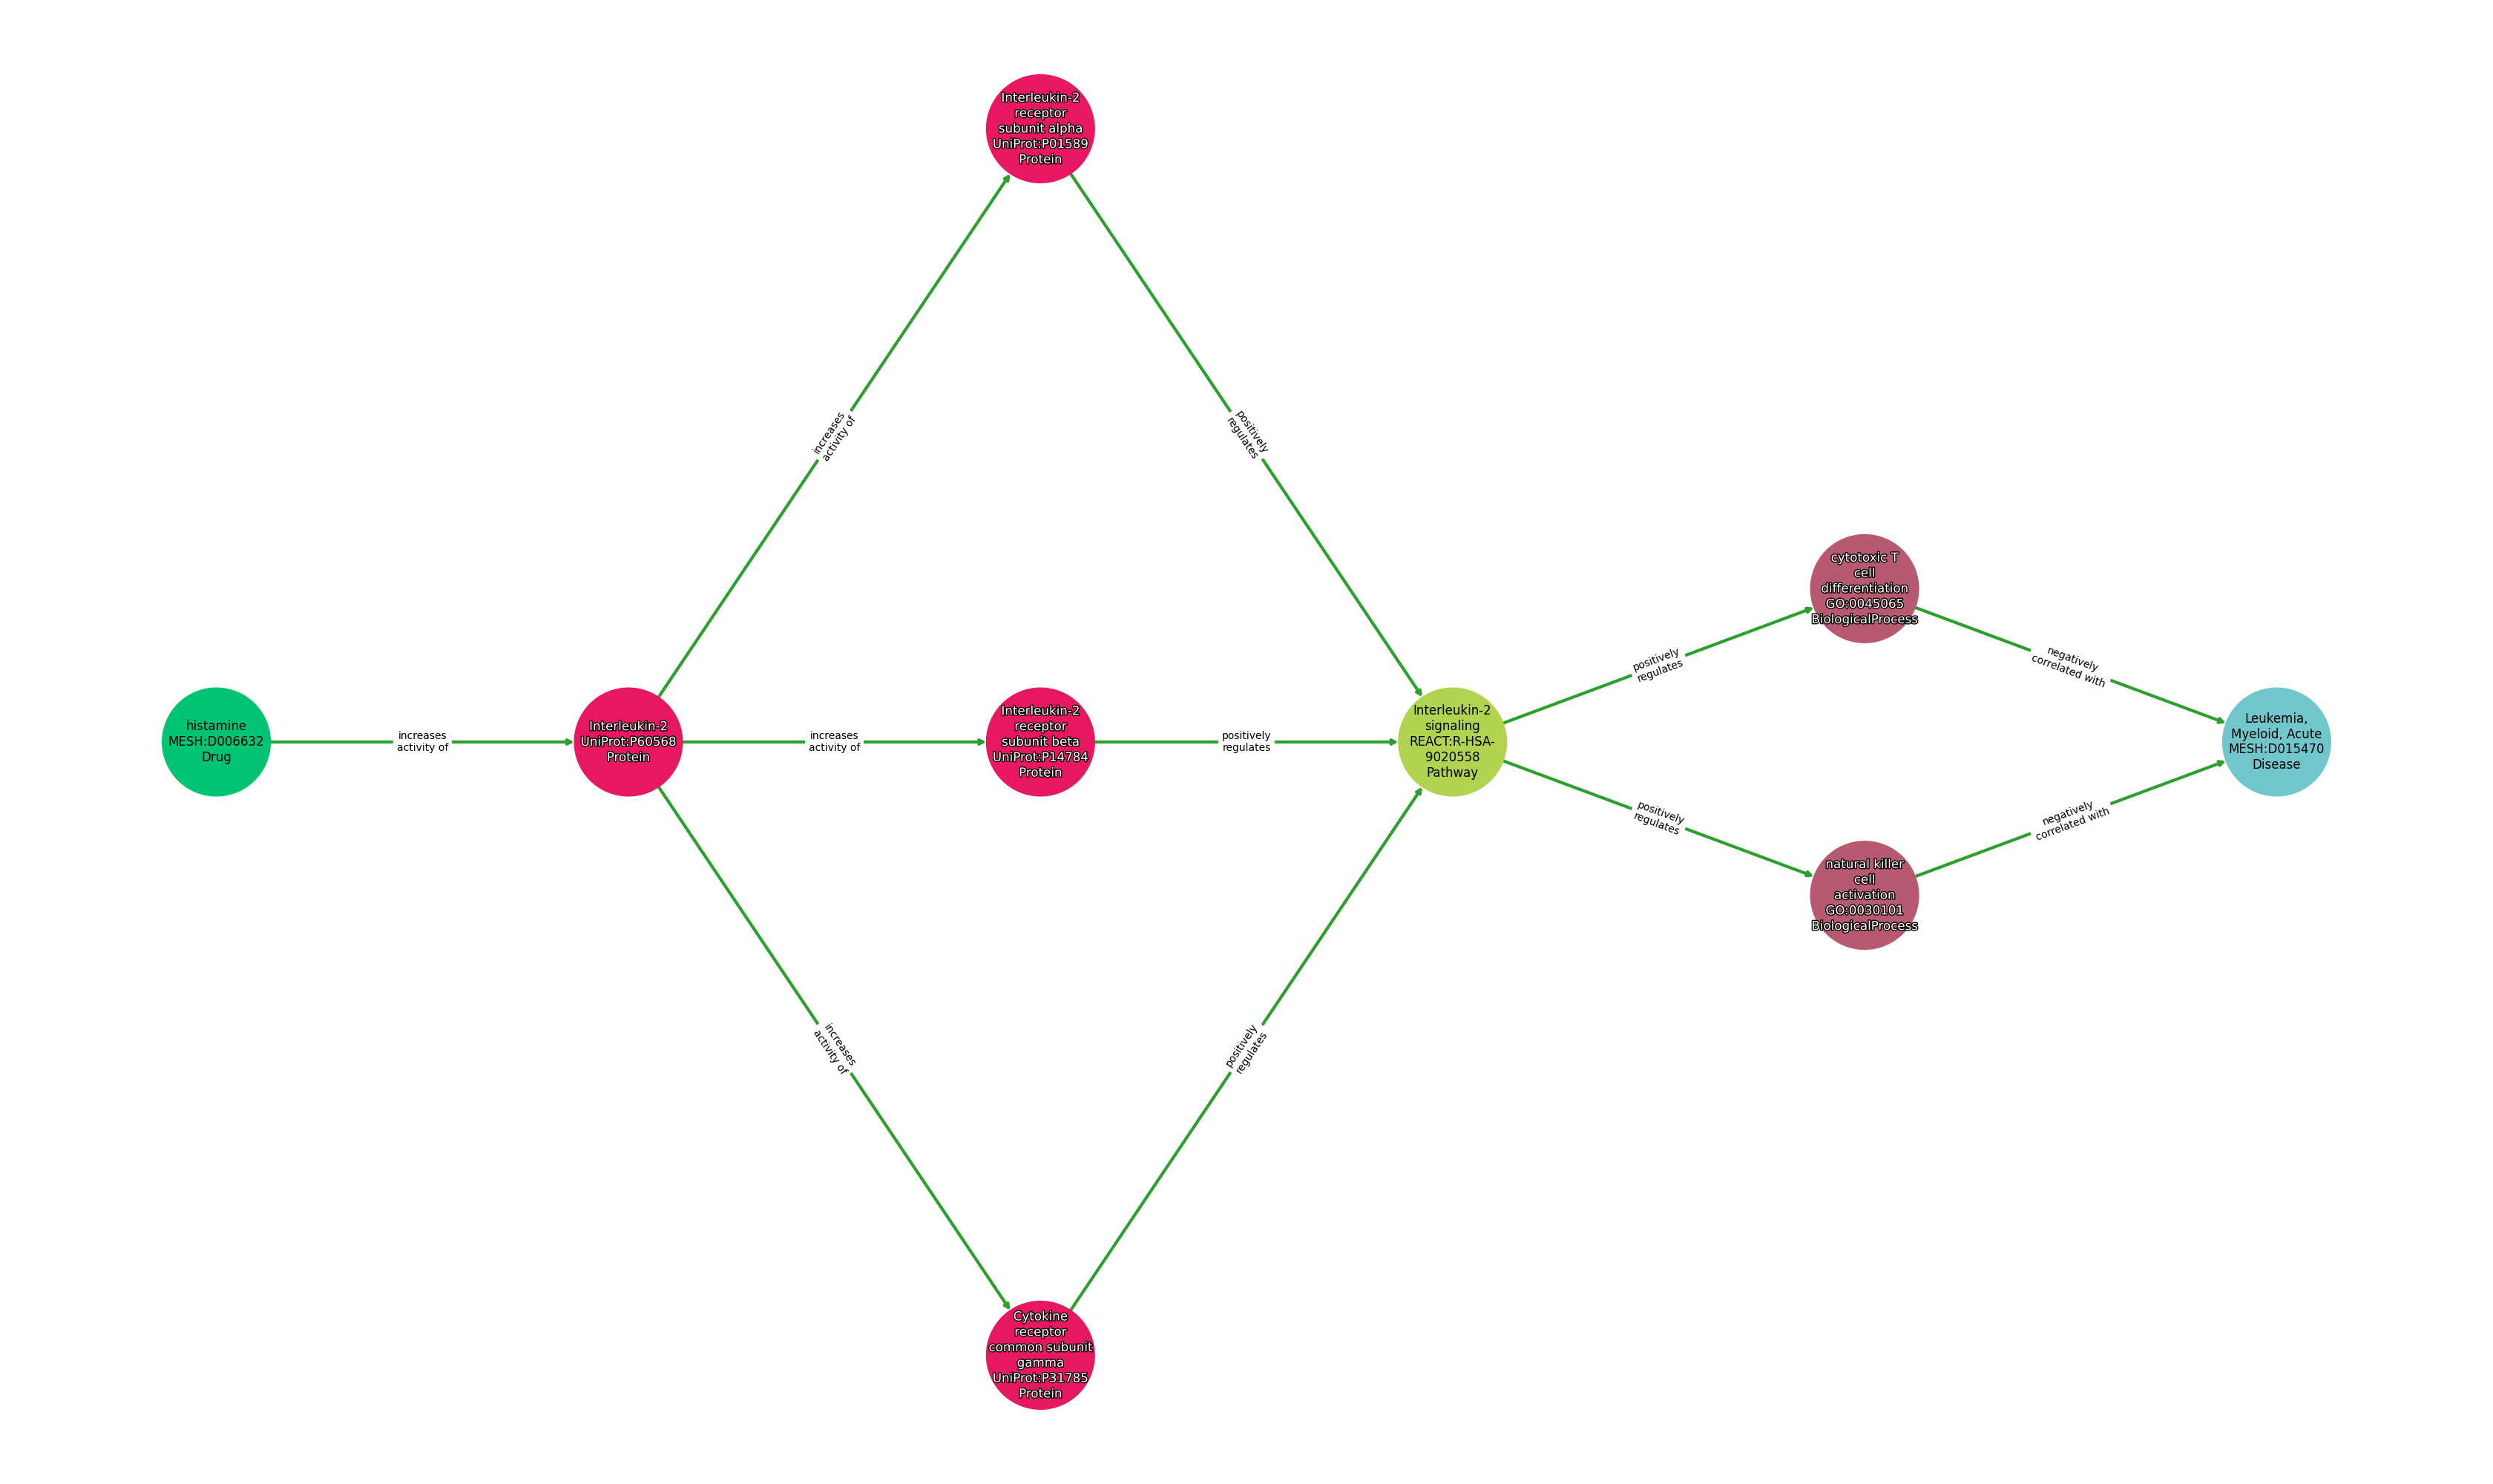 Interleukin-2
receptor
subunit alpha
UniProt:P01589
Protein
increases
activity of
positively
regulates
cytotoxic T
cell
differentiation
GO:0045065
BiologicalProcess
positively
regulates
negatively
correlated with
histamine
MESH:D006632
Drug
increases
activity of
Interleukin-2
UniProt:P60568
Protein
increases
activity of
Interleukin-2
receptor
subunit beta
UniProt:P14784
Protein
positively
regulates
Interleukin-2
signaling
REACT:R-HSA-
9020558
Pathway
Leukemia,
Myeloid, Acute
MESH:D015470
Disease
positively
regulates
negatively
correlated with
natural killer
cell
activation
GO:0030101
BiologicalProcess
increases
activity of
positively
regulates
Cytokine
receptor
common subunit
gamma
UniProt:P31785
Protein